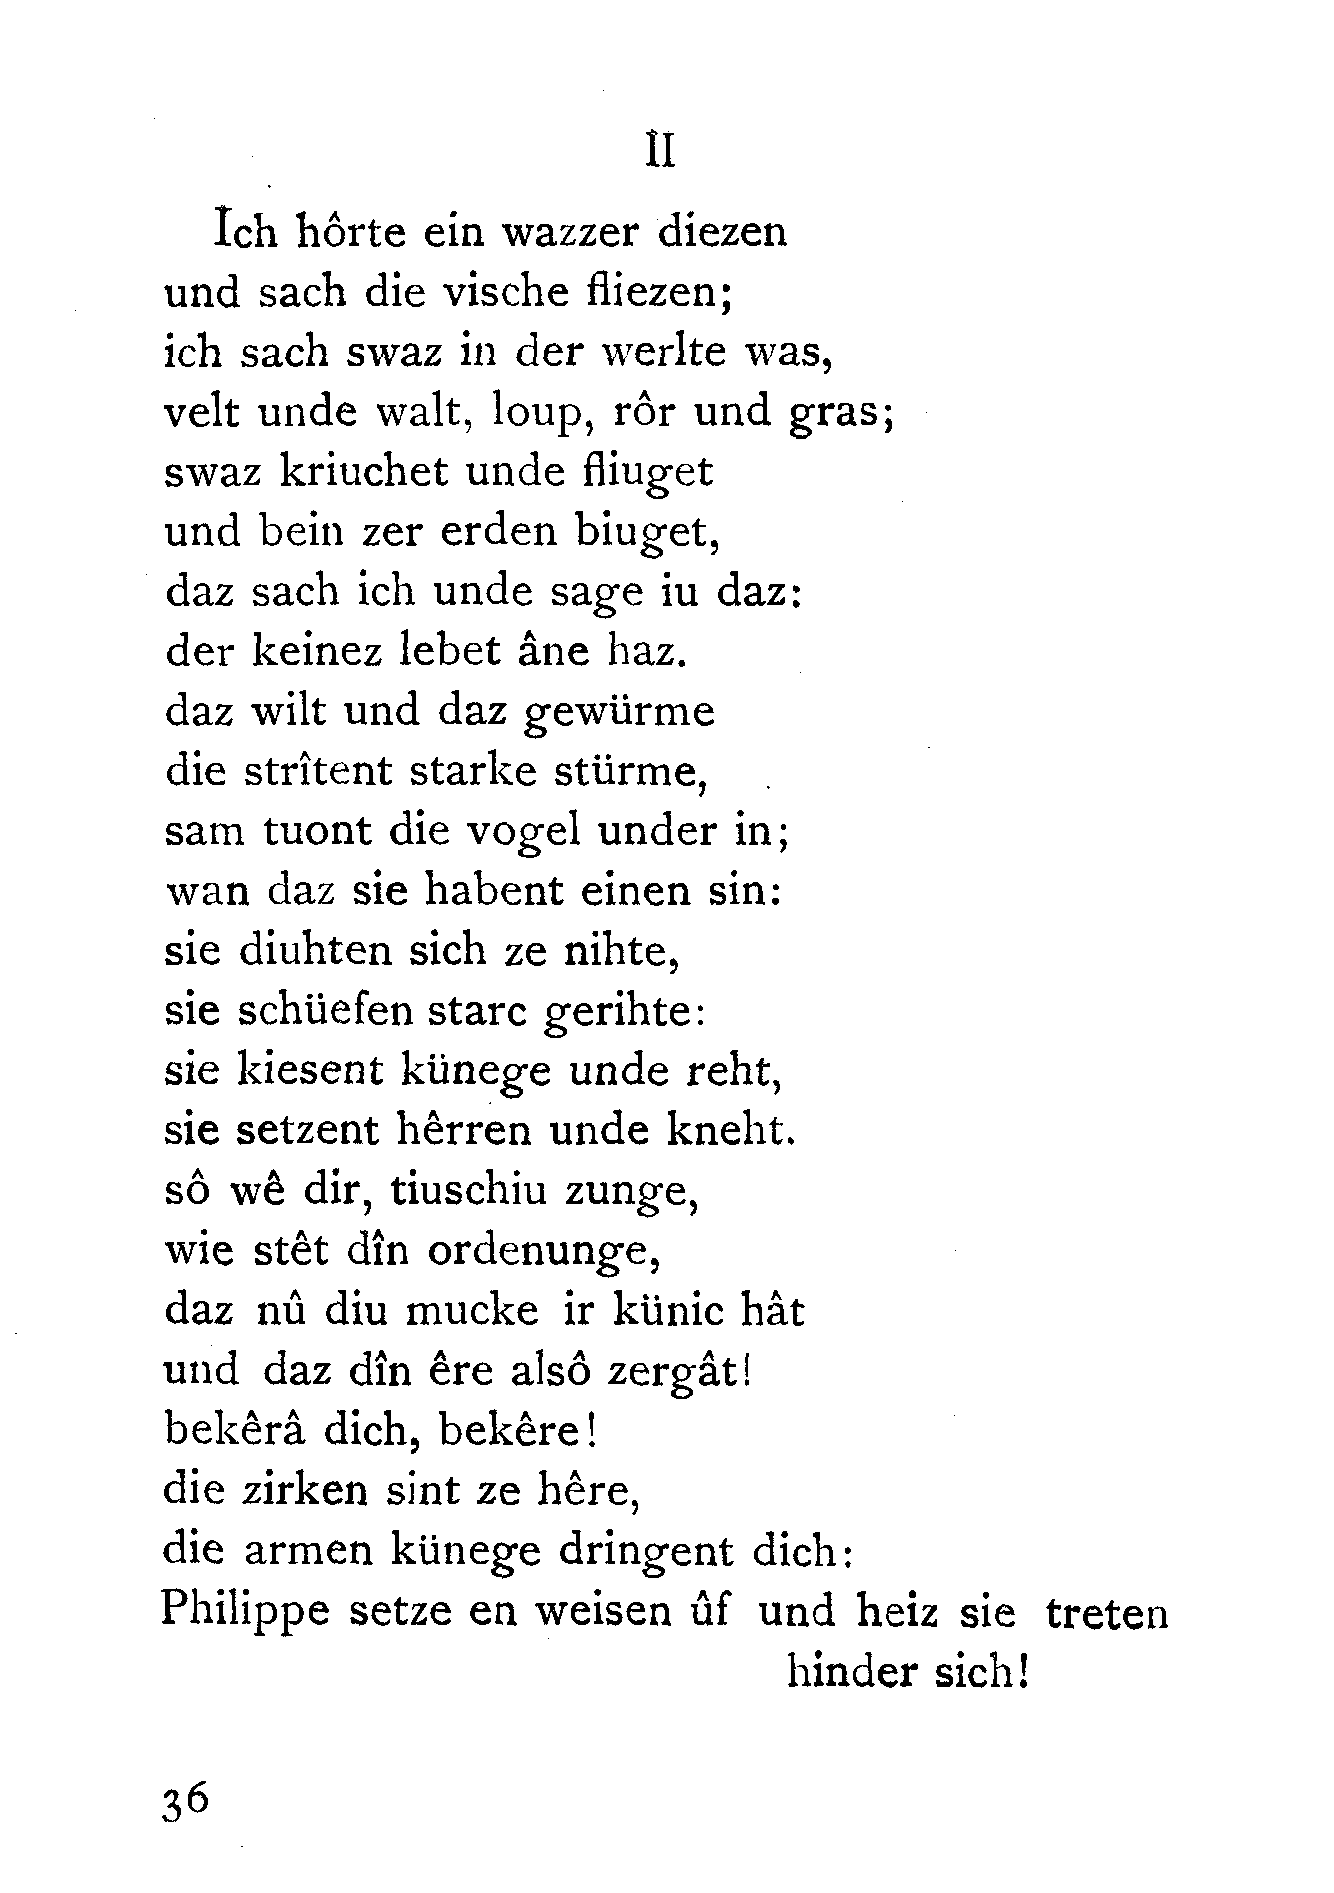 II
Ich hôrte ein wazzer diezen
und sach die vische fliezen;
ich sach swaz in der werlte was,
velt unde walt, loup, rôr und gras;
swaz kriuchet unde fliuget
und bein zer erden biuget,
daz sach ich unde sage iu daz:
der keinez lebet âne haz.
daz wilt und daz gewürme
die strîtent starke stürme,
sam tuont die vogel under in;
wan daz sie habent einen sin:
sie diuhten sich ze nihte,
sie schüefen starc gerihte:
sie kiesent künege unde reht,
sie setzent hêrren unde kneht.
sô wê dir, tiuschiu zunge,
wie stêt dîn ordenunge,
daz nû diu mucke ir künic hât
und daz dîn êre alsô zergât!
bekêrâ dich, bekêre!
die zirken sint ze hêre,
die armen künege dringent dich:
Philippe setze en weisen ûf und heiz sie treten
hinder sich!
36